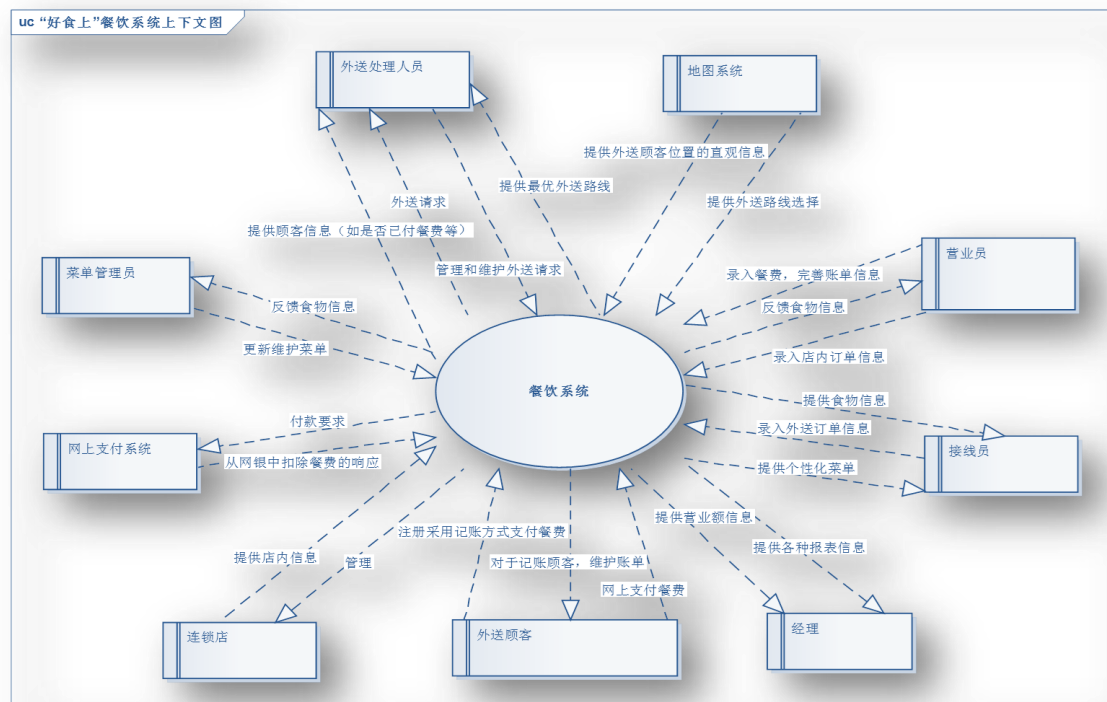 uc “好食上”餐饮系统上下文图
外送处理人员
地图系统
提供外送顾客位置的直观信息
提供最优外送路线
外送请求
提供外送路线选择
提供顾客信息（如是否已付餐费等）
营业员
菜单管理员
管理和维护外送请求
录入餐费，完善账单信息
反馈食物信息
反馈食物信息
更新维护菜单
录入店内订单信息
餐饮系统
提供食物信息
付款要求
录入外送订单信息
网上支付系统
接线员
从网银中扣除餐费的响应
提供个性化菜单
提供营业额信息
注册采用记账方式支付餐费
提供各种报表信息
提供店内信息
管理
对于记账顾客，维护账单
网上支付餐费
经理
连锁店
外送顾客